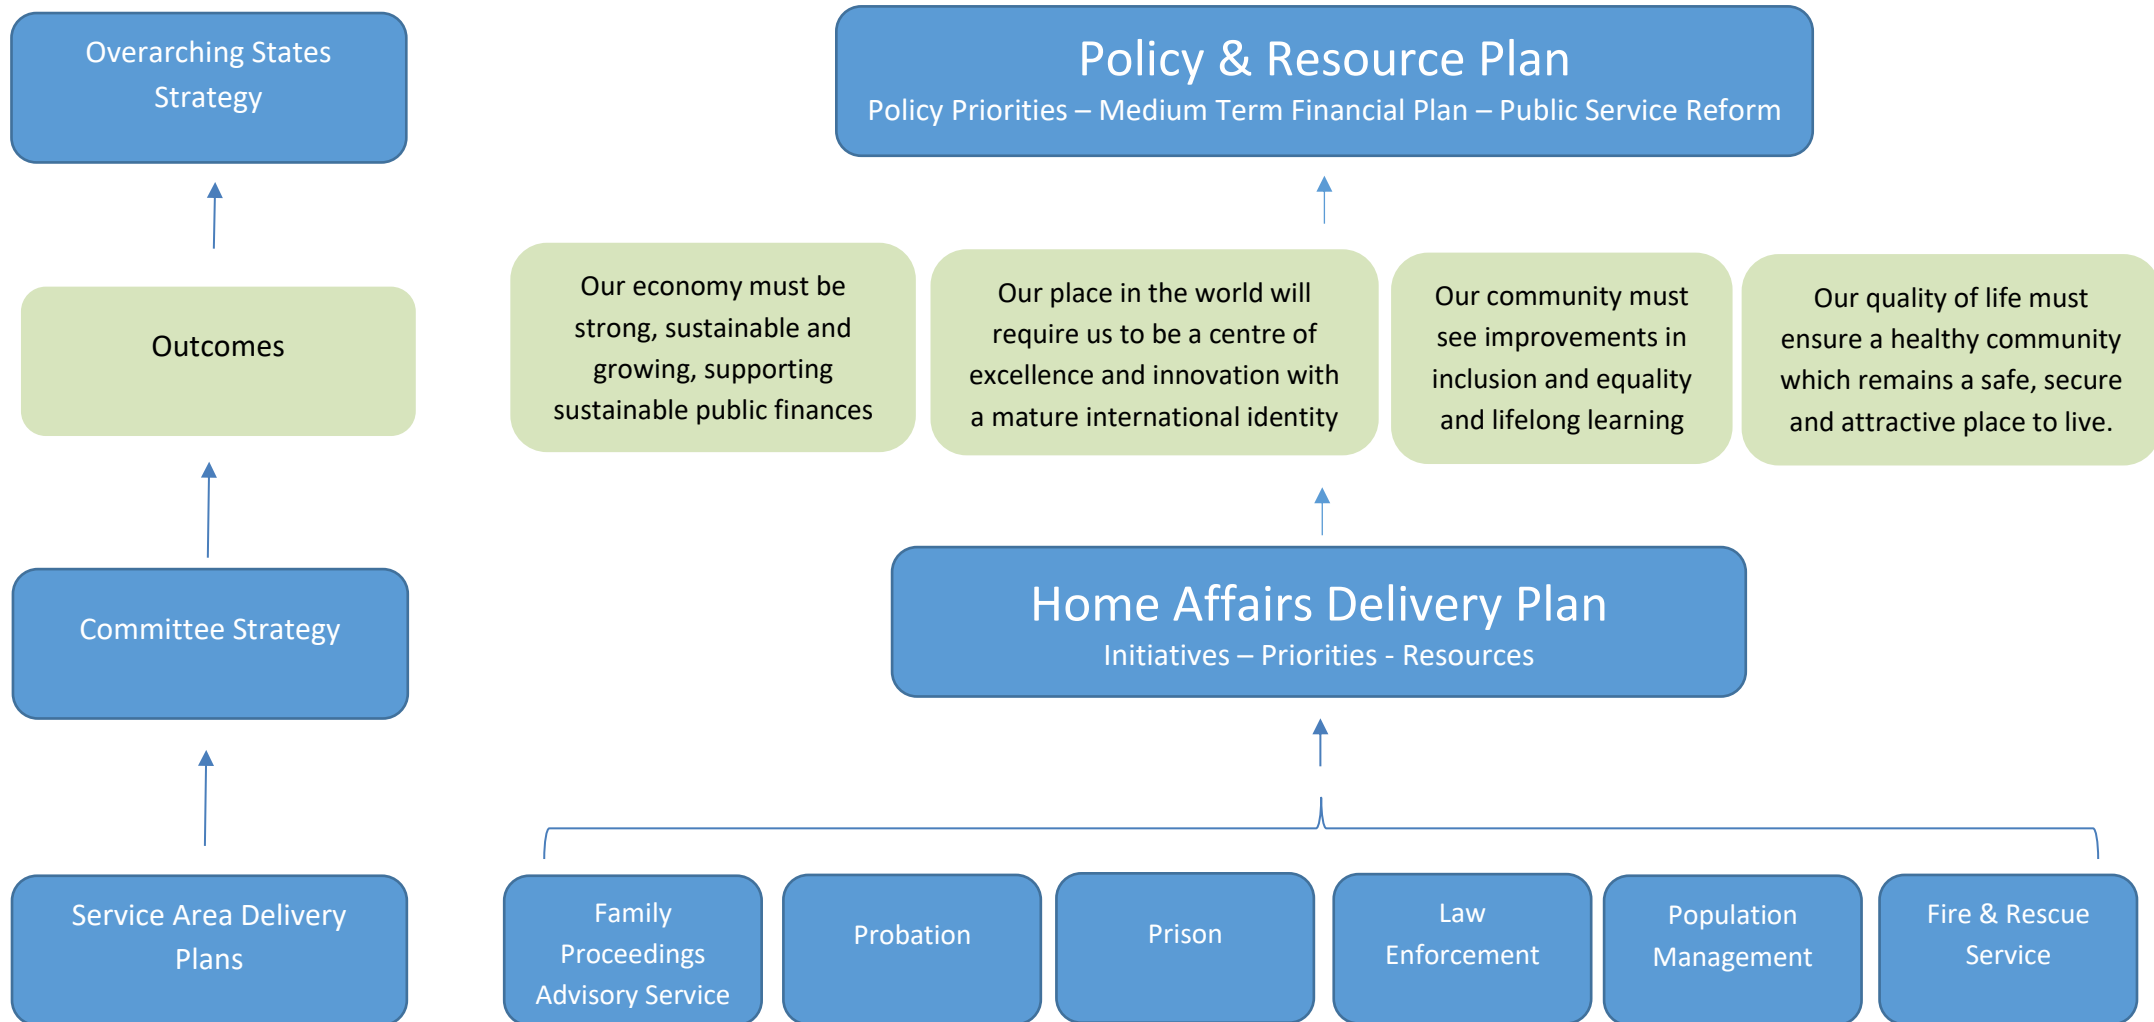 Overarching States
Strategy
Policy & Resource Plan
Policy Priorities – Medium Term Financial Plan – Public Service Reform
Outcomes
Our economy must be
strong, sustainable and
growing, supporting
sustainable public finances
Our place in the world will
require us to be a centre of
excellence and innovation with
a mature international identity
Our community must
see improvements in
inclusion and equality
and lifelong learning
Our quality of life must
ensure a healthy community
which remains a safe, secure
and attractive place to live.
Committee Strategy
Home Affairs Delivery Plan
Initiatives – Priorities - Resources
Service Area Delivery
Plans
Family
Proceedings
Advisory Service
Probation
Prison
Law
Enforcement
Population
Management
Fire & Rescue
Service